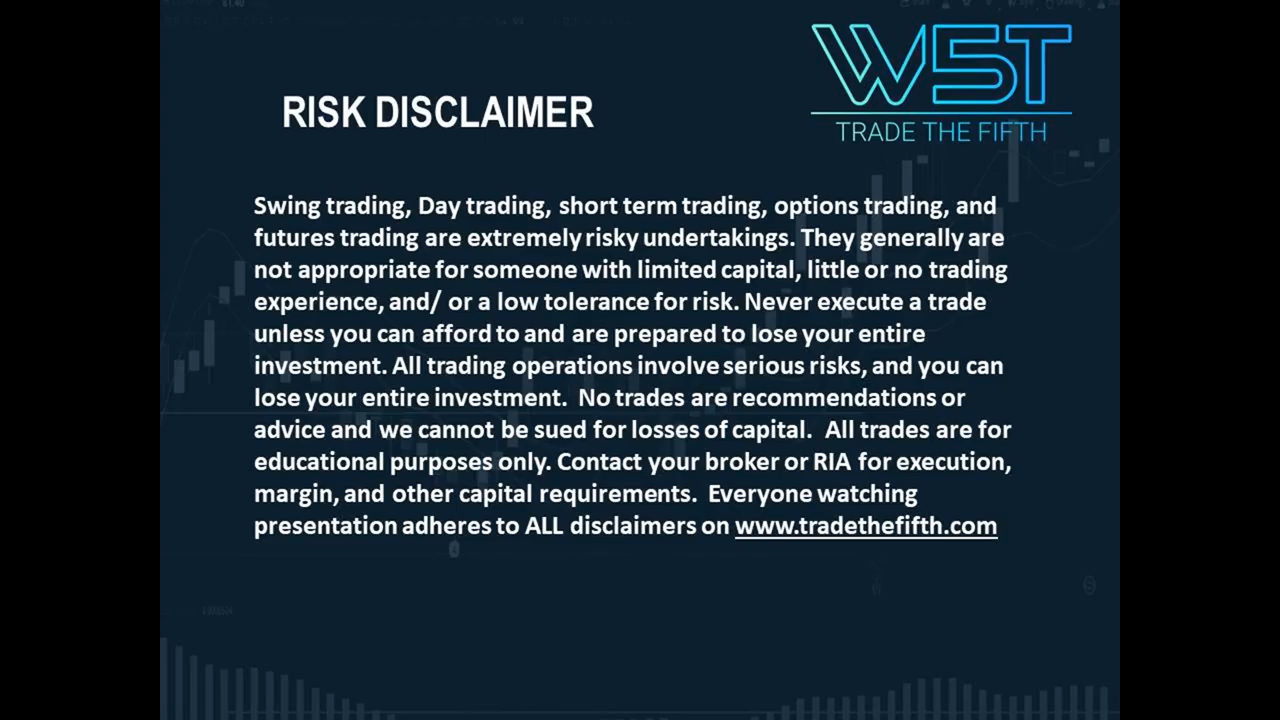 W5T
TRADE THE FIFTH
RISK DISCLAIMER
Swing trading, Day trading, short term trading, options trading, and
futures trading are extremely risky undertakings. They generally are
not appropriate for someone with limited capital, little or no trading
experience, and/ or a low tolerance for risk. Never execute a trade
unless you can afford to and are prepared to lose your entire
investment. All trading operations involve serious risks, and you can
lose your entire investment.  No trades are recommendations or
advice and we cannot be sued for losses of capital.  All trades are for
educational purposes only. Contact your broker or RIA for execution,
margin, and other capital requirements.  Everyone watching
presentation adheres to ALL disclaimers on www.tradethefifth.com